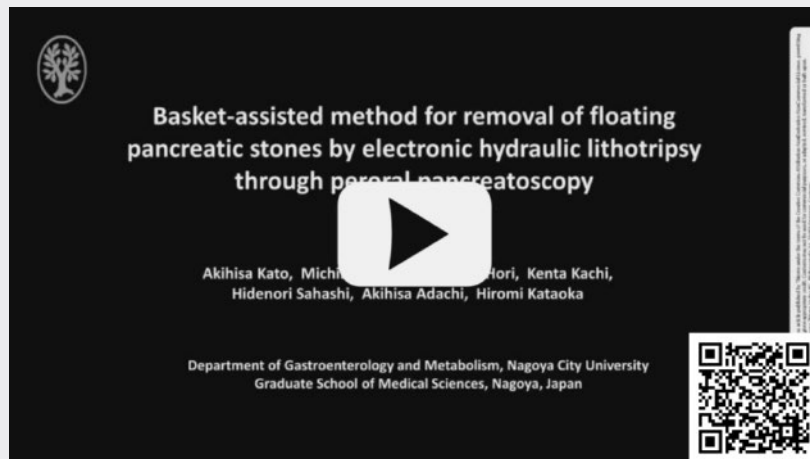 Basket-assisted method for removal of floating
pancreatic stones by electronic hydraulic lithotripsy
through peroral pancreatoscopy
Akihisa Kato, Hori, Kenta Kachi,
Hidenori Sahashi, Akihisa Adachi, Hiromi Kataoka
Department of Gastroenterology and Metabolism, Nagoya City University
Graduate School of Medical Sciences, Nagoya, Japan